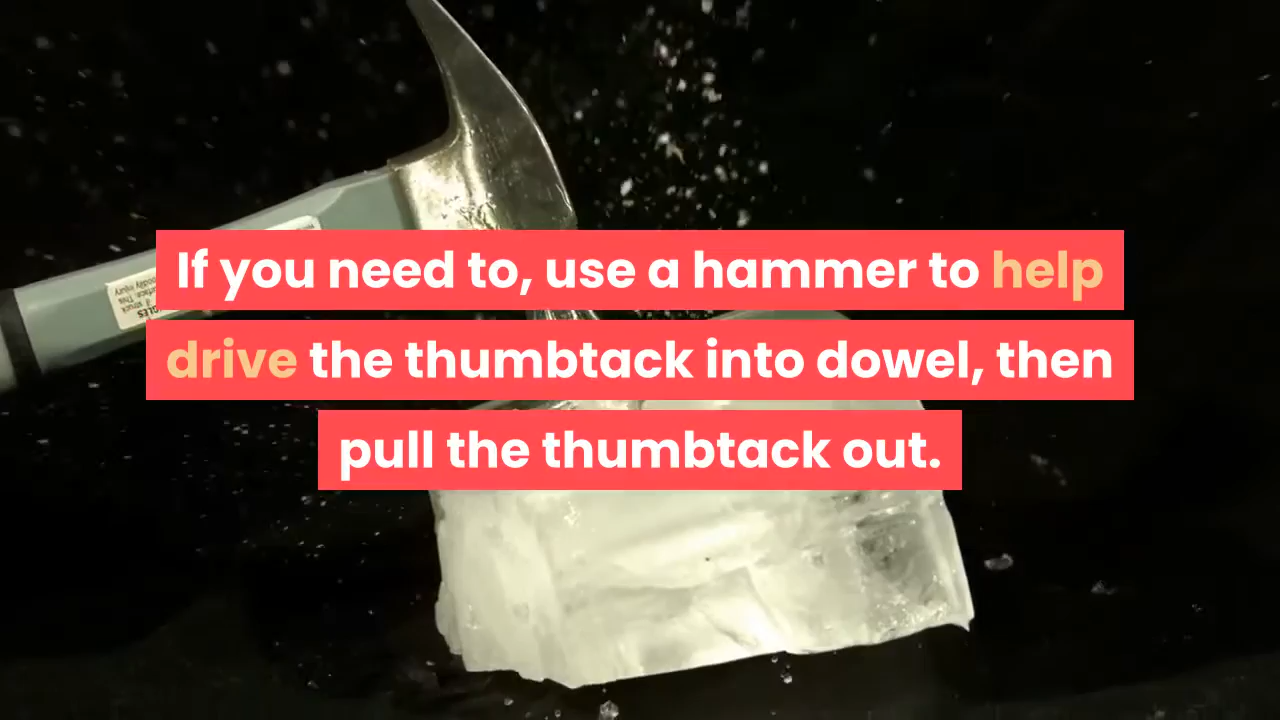 If you need to, use a hammer to help
drive the thumbtack into dowel, then
pull the thumbtack out.